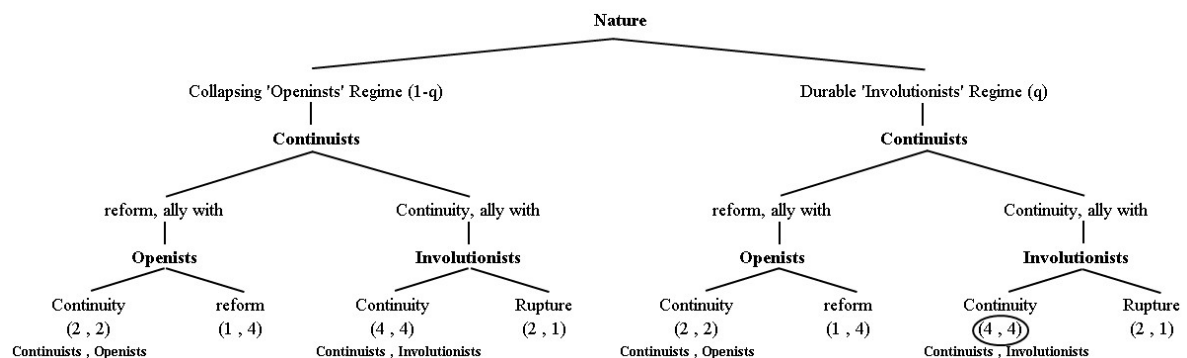 Nature
Collapsing 'Openinsts' Regime (1-q) Durable 'Involutionists' Regime (q)
Continuists Continuists
reform, ally with Continuity, ally with reform, ally with Continuity, ally with
Openists Involutionists Openists Involutionists
Continuity reform Continuity Rupture Continuity reform Continuity Rupture
(2 , 2) (1 , 4) (4 , 4) (2 , 1) (2 , 2) (1 , 4) (4 , 4) (2 , 1)
Continuists , Openists Continuists , Involutionists Continuists , Openists Continuists , Involutionists